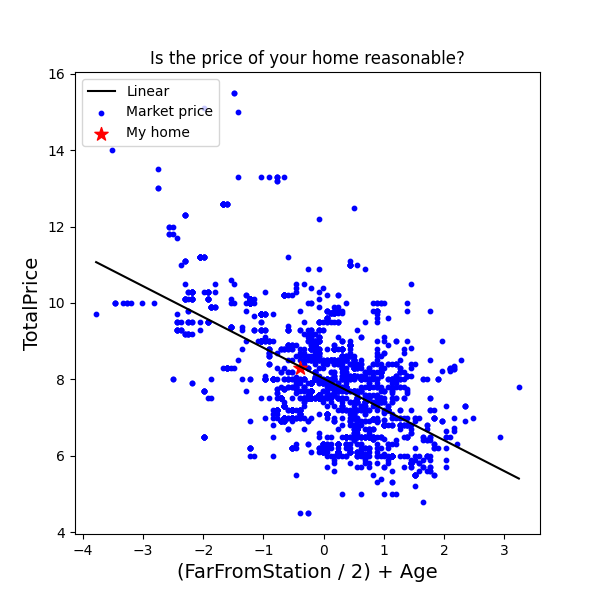 Is the price of your home reasonable?
Linear
Market price
My home
TotalPrice
16
14
12
10
8
6
4
−4 −3 −2 −1 0 1 2 3
(FarFromStation / 2) + Age